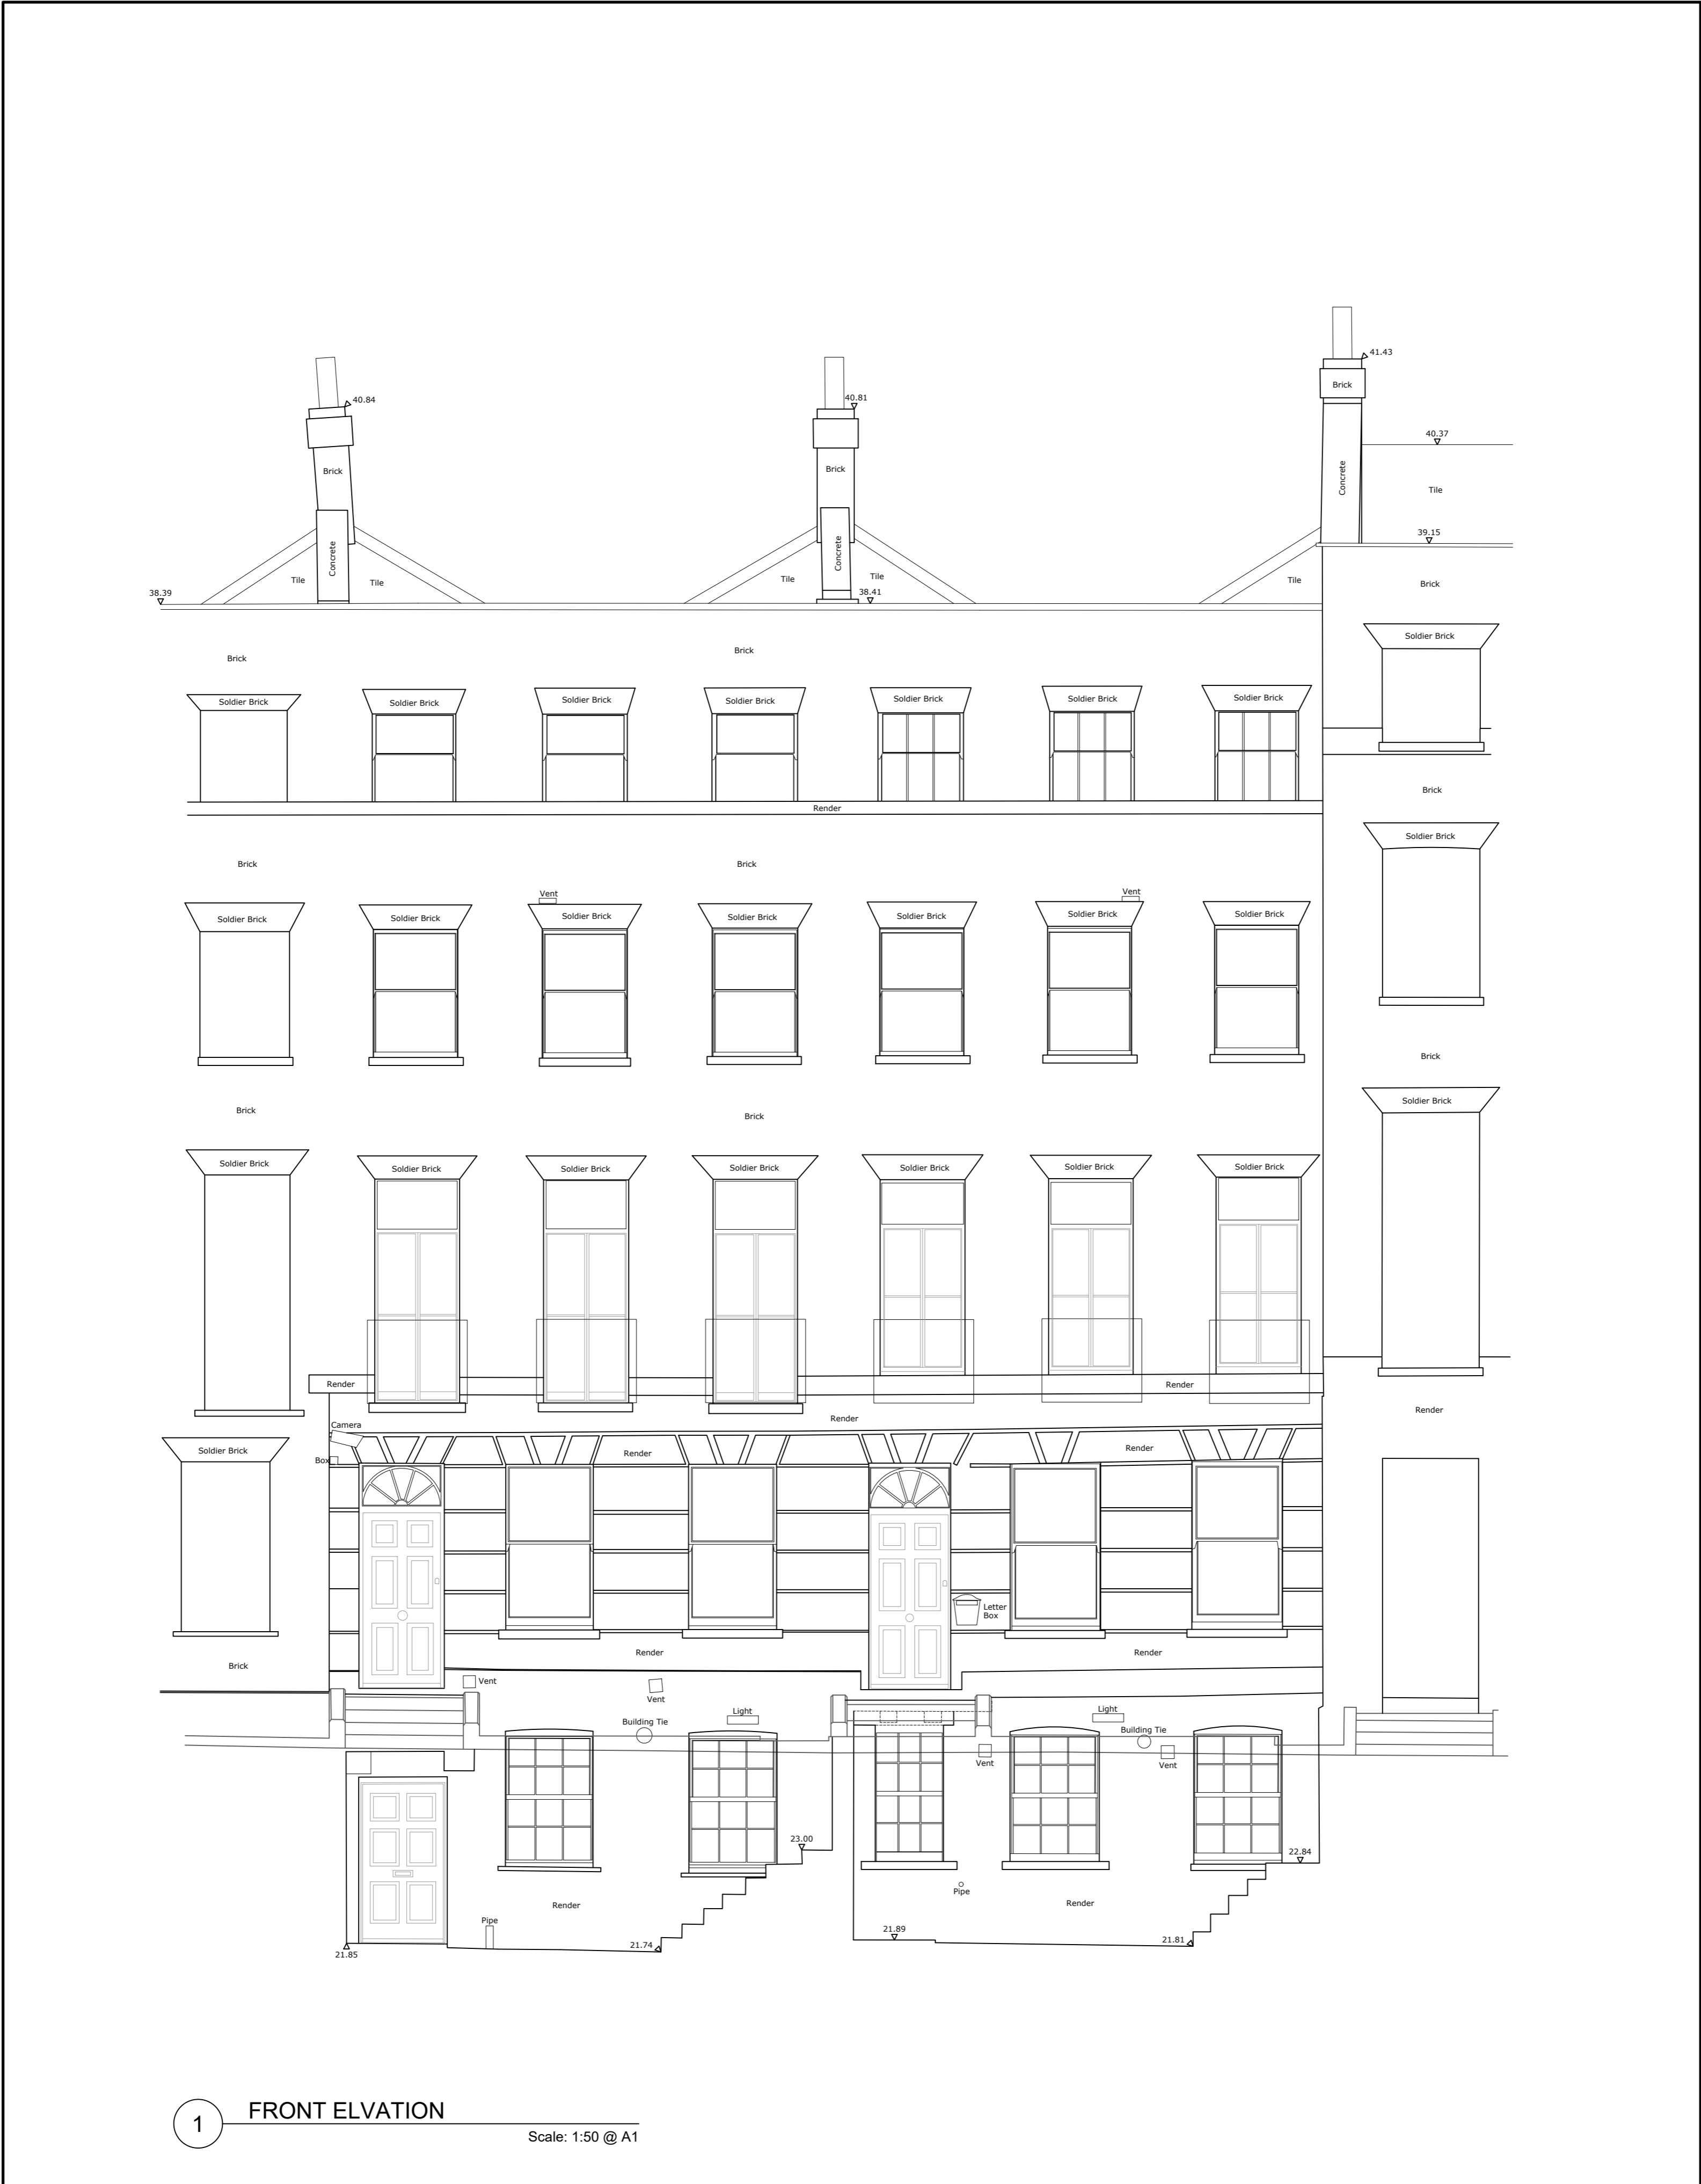 41.43
Brick
40.84
40.81
40.37
Brick
Brick
Concrete
Tile
39.15
Concrete
Concrete
Tile
Tile
Tile
Tile
Tile
Brick
38.39
38.41
Soldier Brick
Brick
Brick
Soldier Brick
Soldier Brick
Soldier Brick
Soldier Brick
Soldier Brick
Soldier Brick
Soldier Brick
Brick
Render
Soldier Brick
Brick
Brick
Vent
Vent
Soldier Brick
Soldier Brick
Soldier Brick
Soldier Brick
Soldier Brick
Soldier Brick
Soldier Brick
Brick
Soldier Brick
Brick
Brick
Soldier Brick
Soldier Brick
Soldier Brick
Soldier Brick
Soldier Brick
Soldier Brick
Soldier Brick
Render
Render
Render
Render
Camera
Soldier Brick
Render
Render
Box
Letter
Box
Render
Render
Brick
Vent
Vent
Light
Light
Building Tie
Building Tie
Vent
Vent
23.00
22.84
Pipe
Render
Render
Pipe
21.89
21.74
21.81
21.85
1
FRONT ELVATION
Scale: 1:50 @ A1